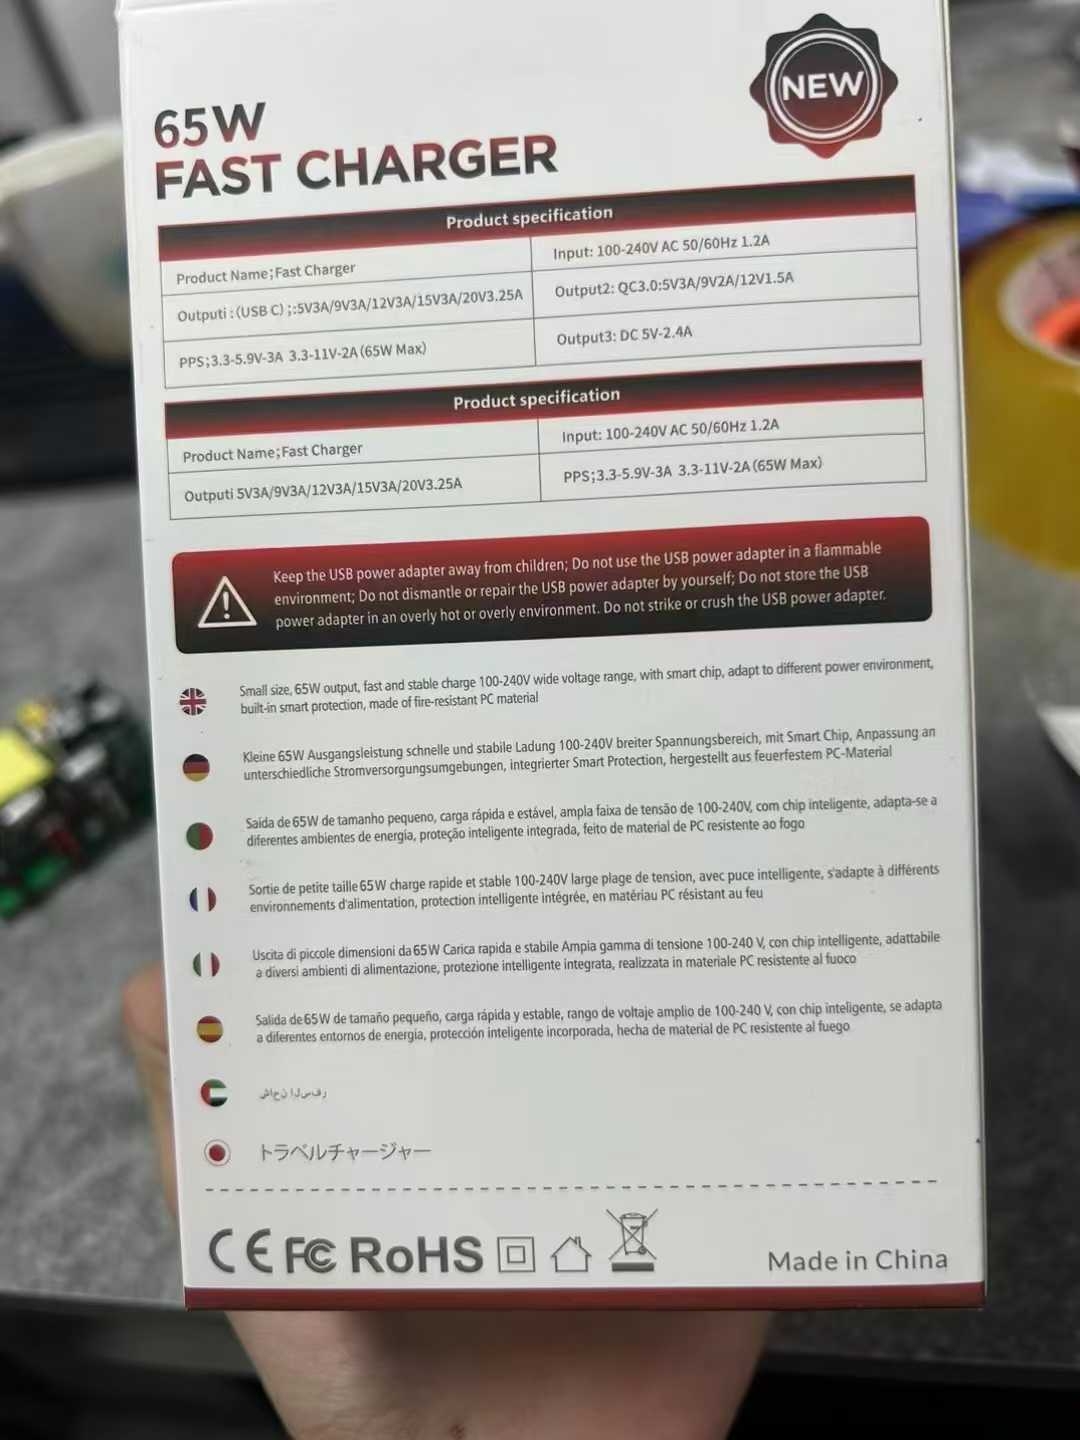 NEW
65W
FAST CHARGER
Product specification
Product Name;Fast Charger
Input: 100-240V AC 50/60Hz 1.2A
Outputi :(USB C) ;:5V3A/9V3A/12V3A/15V3A/20V3.25A
Output2: QC3.0:5V3A/9V2A/12V1.5A
PPS;3.3-5.9V-3A 3.3-11V-2A(65W Max)
Output3: DC 5V-2.4A
Product specification
Product Name;Fast Charger
Input: 100-240V AC 50/60Hz 1.2A
Outputi 5V3A/9V3A/12V3A/15V3A/20V3.25A
PPS;3.3-5.9V-3A 3.3-11V-2A(65W Max)
Keep the USB power adapter away from children; Do not use the USB power adapter in a flammable
environment; Do not dismantle or repair the USB power adapter by yourself; Do not store the USB
power adapter in an overly hot or overly environment. Do not strike or crush the USB power adapter.
Small size, 65W output, fast and stable charge 100-240V wide voltage range, with smart chip, adapt to different power environment,
built-in smart protection, made of fire-resistant PC material
Kleine 65W Ausgangsleistung schnelle und stabile Ladung 100-240V breiter Spannungsbereich, mit Smart Chip, Anpassung an
unterschiedliche Stromversorgungsumgebungen, integrierter Smart Protection, hergestellt aus feuerfestem PC-Material
Saída de 65W de tamanho pequeno, carga rápida e estável, ampla faixa de tensão de 100-240V, com chip inteligente, adapta-se a
diferentes ambientes de energia, proteção inteligente integrada, feito de material de PC resistente ao fogo
Sortie de petite taille 65W charge rapide et stable 100-240V large plage de tension, avec puce intelligente, s'adapte à différents
environnements d'alimentation, protection intelligente intégrée, en matériau PC résistant au feu
Uscita di piccole dimensioni da 65W Carica rapida e stabile Ampia gamma di tensione 100-240 V, con chip intelligente, adattabile
a diversi ambienti di alimentazione, protezione intelligente integrata, realizzata in materiale PC resistente al fuoco
Salida de 65W de tamaño pequeño, carga rápida y estable, rango de voltaje amplio de 100-240 V, con chip inteligente, se adapta
a diferentes entornos de energía, protección inteligente incorporada, hecha de material de PC resistente al fuego
شاحن السفر
トラベルチャージャー
CE FC RoHS
Made in China